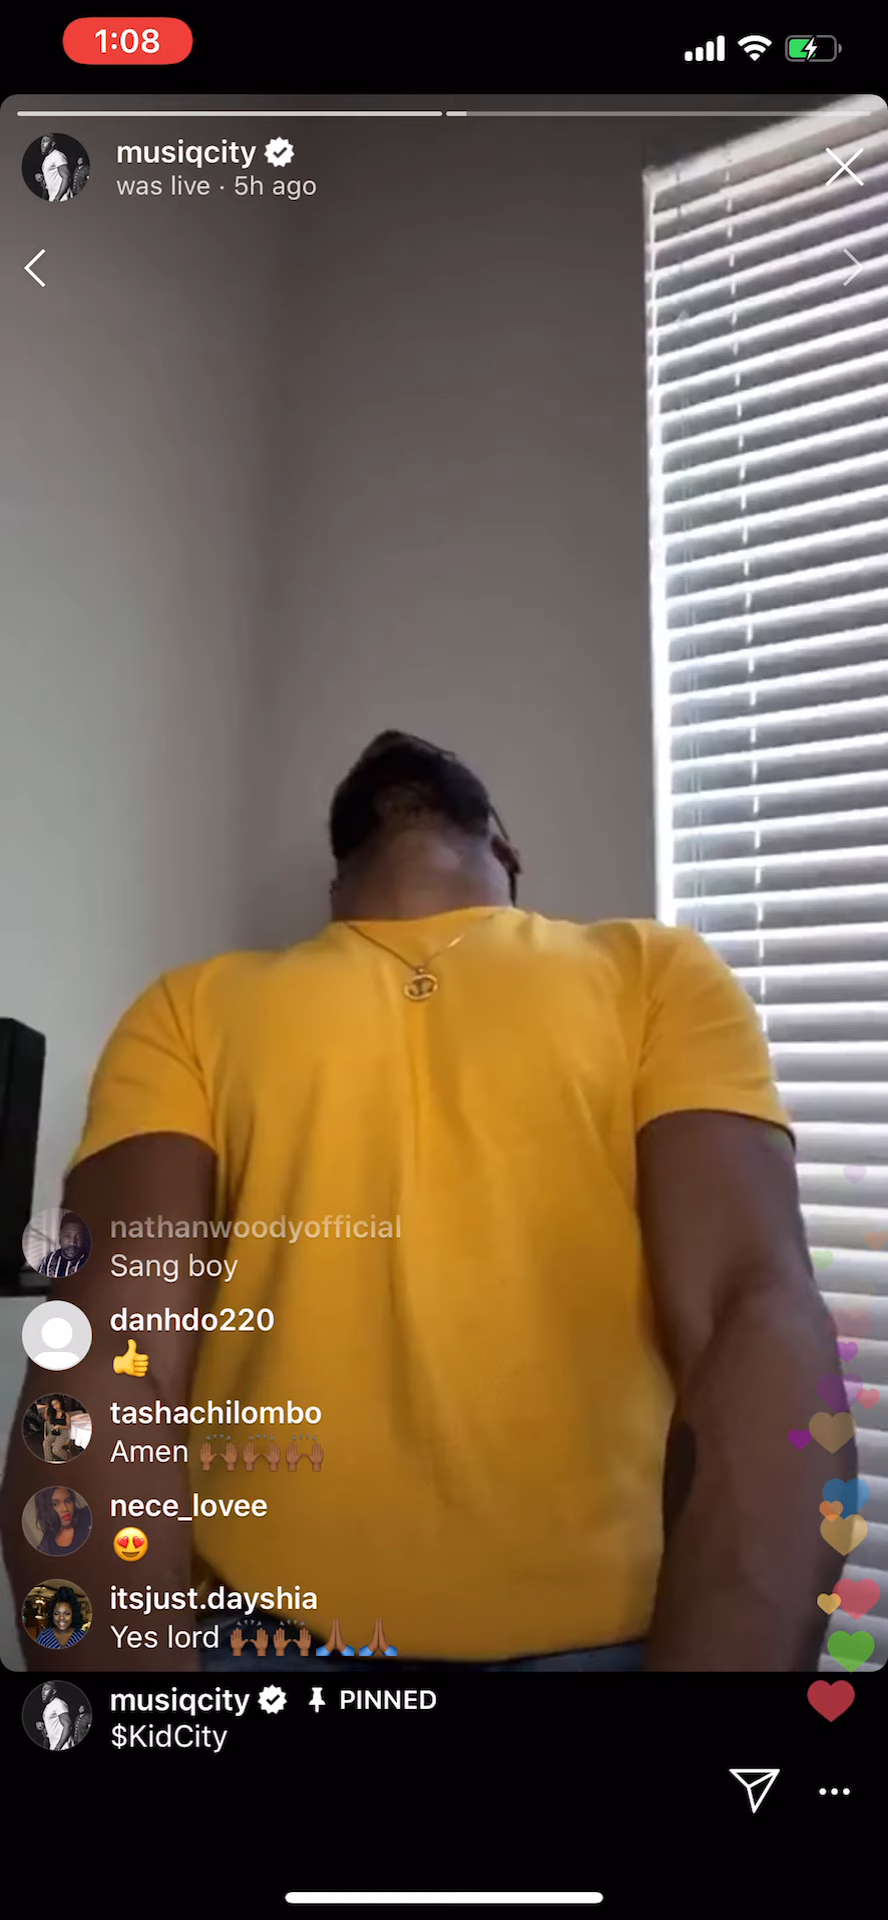 1:08
musiqcity
was live · 5h ago
nathanwoodyofficial
Sang boy
danhdo220
👍
tashachilombo
Amen 🙌🏾🙌🏾🙌🏾
nece_lovee
😍
itsjust.dayshia
Yes lord 🙌🏾🙌🏾🙏🏾🙏🏾
musiqcity PINNED
$KidCity